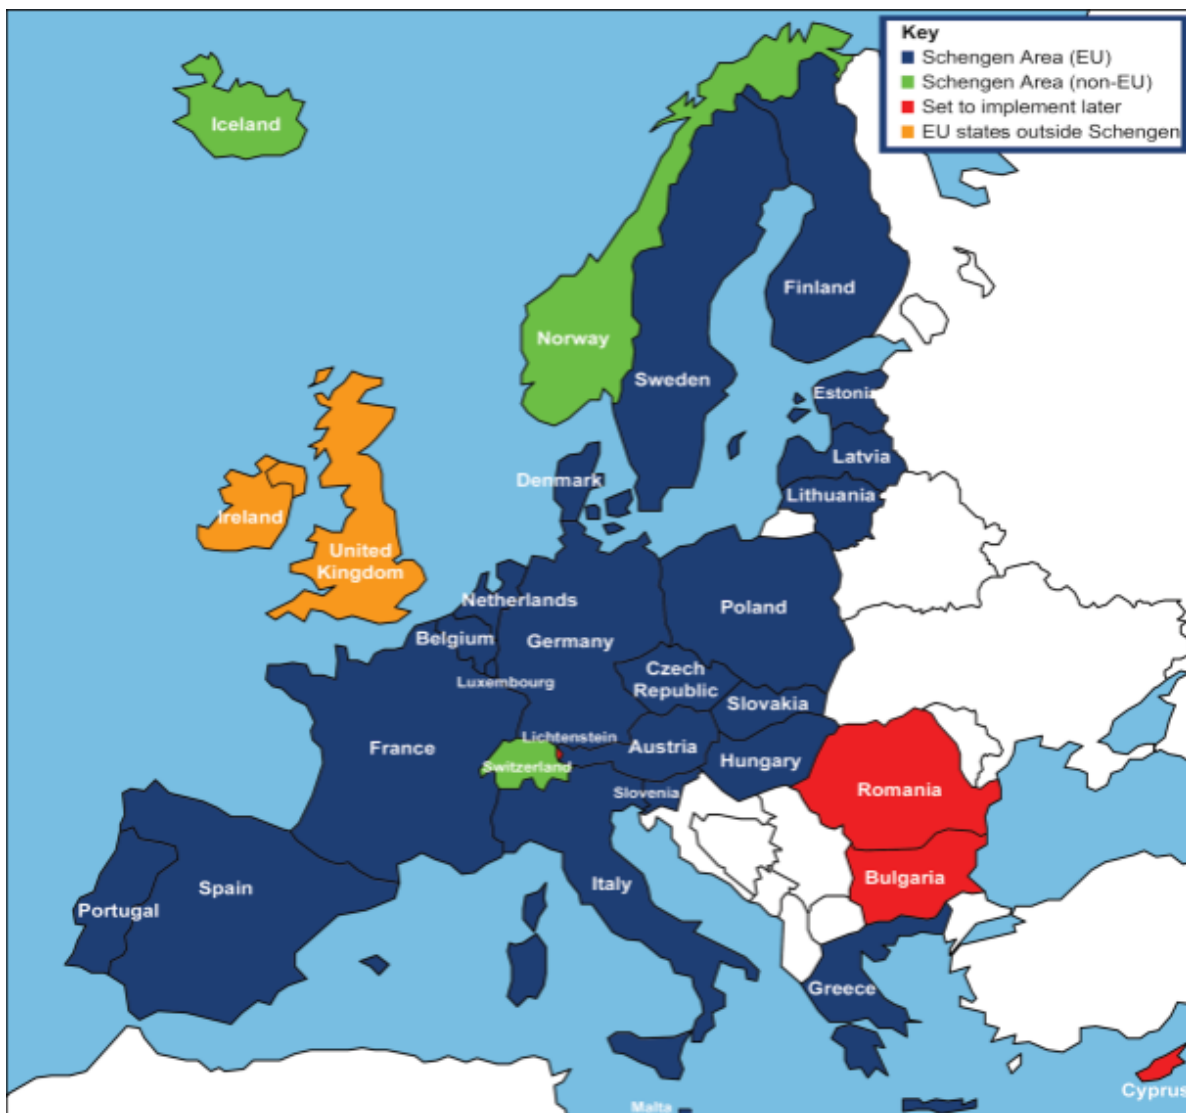 Key
Schengen Area (EU)
Schengen Area (non-EU)
Set to implement later
EU states outside Schengen
Iceland
Finland
Norway
Sweden
Estonia
Latvia
Denmark
Lithuania
Ireland
United
Kingdom
Netherlands
Poland
Belgium
Germany
Czech
Republic
Luxembourg
Slovakia
Lichtenstein
France
Austria
Switzerland
Hungary
Slovenia
Romania
Bulgaria
Italy
Spain
Portugal
Greece
Cyprus
Malta